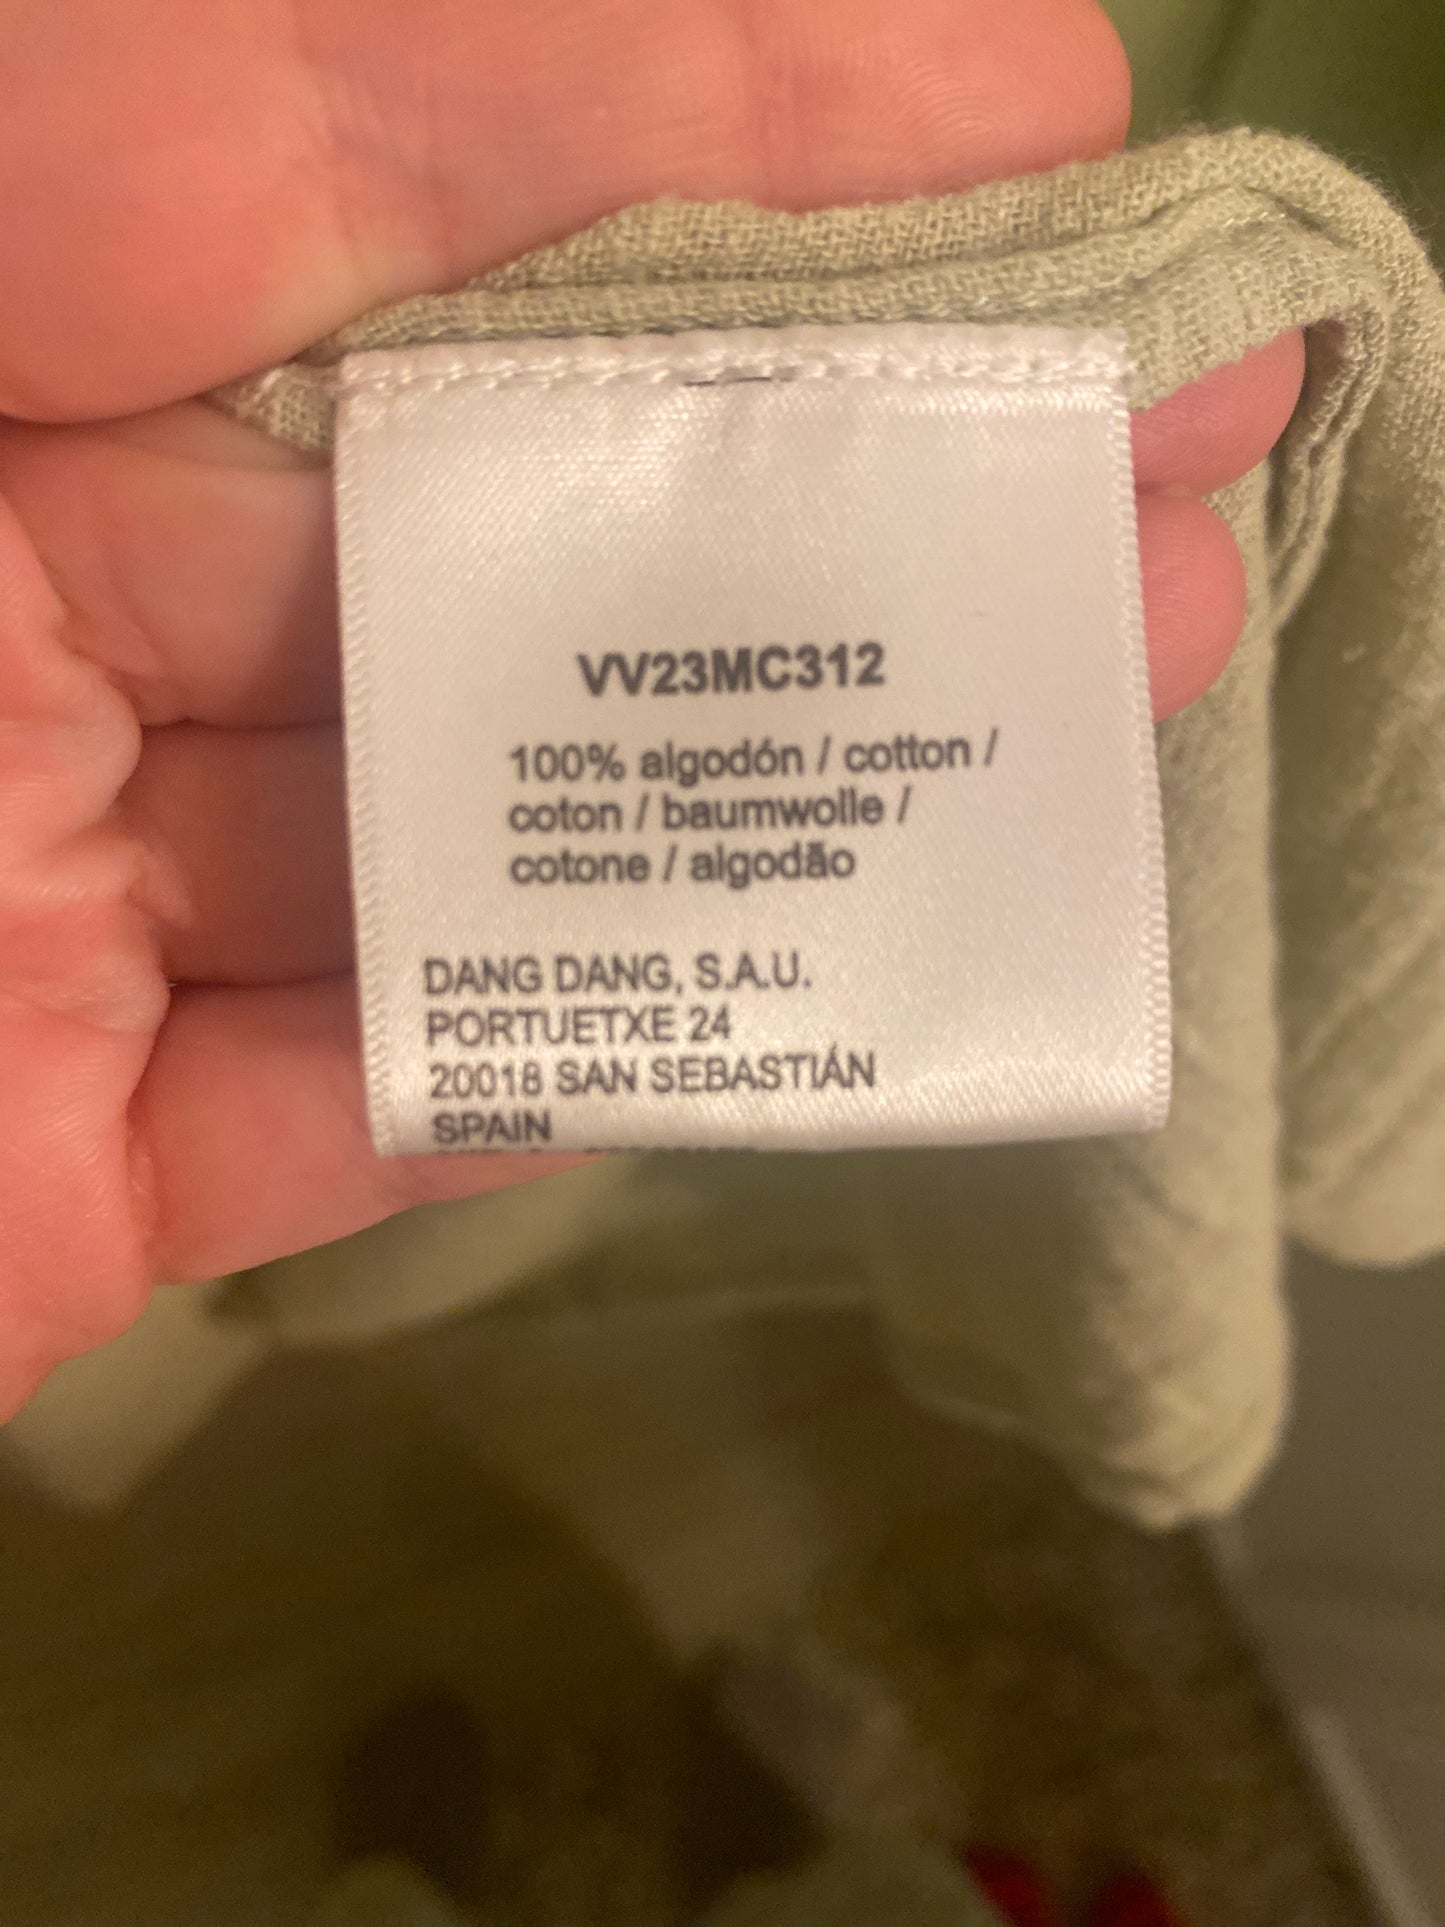 VV23MC312
100% algodón / cotton /
coton / baumwolle /
cotone / algodão
DANG DANG, S.A.U.
PORTUETXE 24
20018 SAN SEBASTIÁN
SPAIN